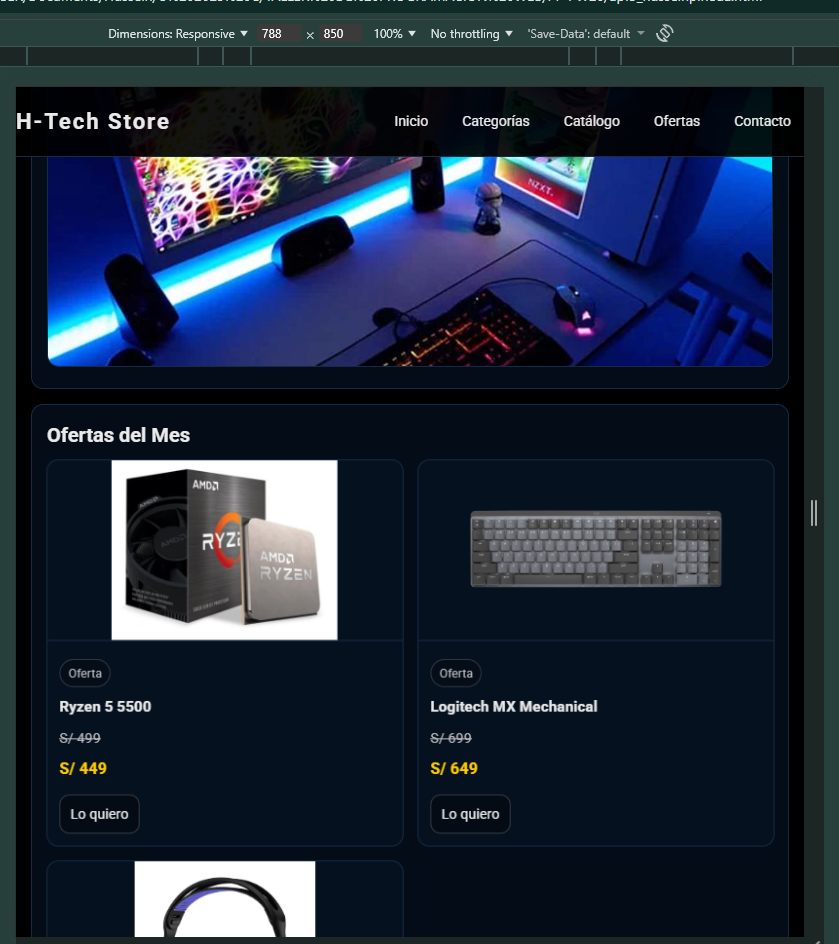 Dimensions: Responsive 788 x 850 100% No throttling 'Save-Data': default
H-Tech Store Inicio Categorías Catálogo Ofertas Contacto
NZXT.
Ofertas del Mes
AMD
AMD
RYZEN
Oferta Oferta
Ryzen 5 5500 Logitech MX Mechanical
S/ 499 S/ 699
S/ 449 S/ 649
Lo quiero Lo quiero